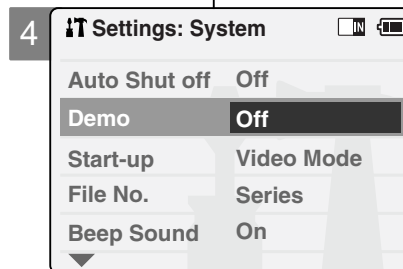 4
Settings: System IN
Auto Shut off Off
Demo Off
Start-up Video Mode
File No. Series
Beep Sound On